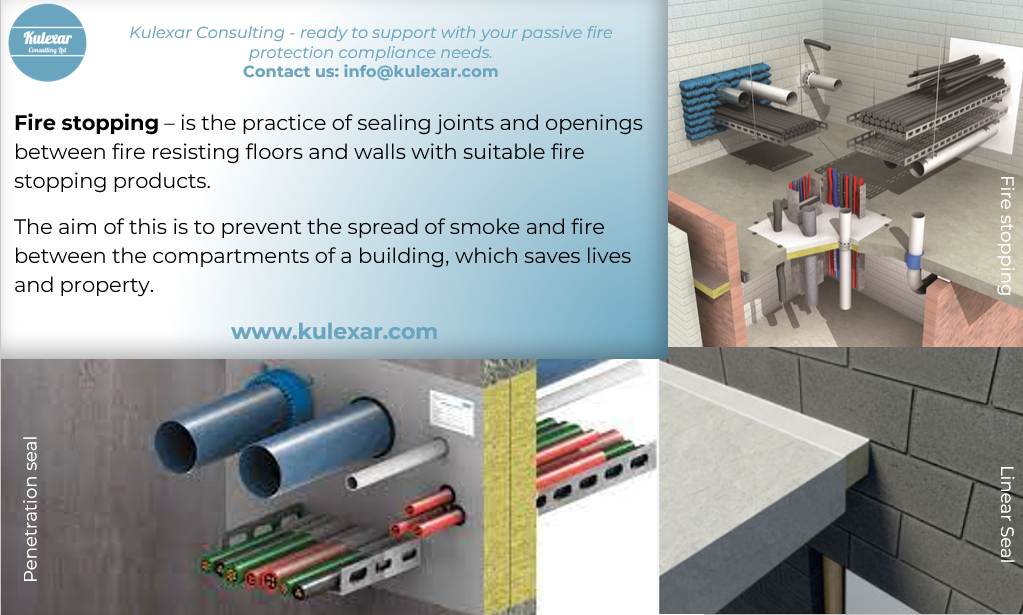 Kulexar
Consulting Ltd
Kulexar Consulting - ready to support with your passive fire
protection compliance needs.
Contact us: info@kulexar.com
Fire stopping – is the practice of sealing joints and openings
between fire resisting floors and walls with suitable fire
stopping products.
The aim of this is to prevent the spread of smoke and fire
between the compartments of a building, which saves lives
and property.
www.kulexar.com
Fire stopping
Penetration seal
Linear Seal